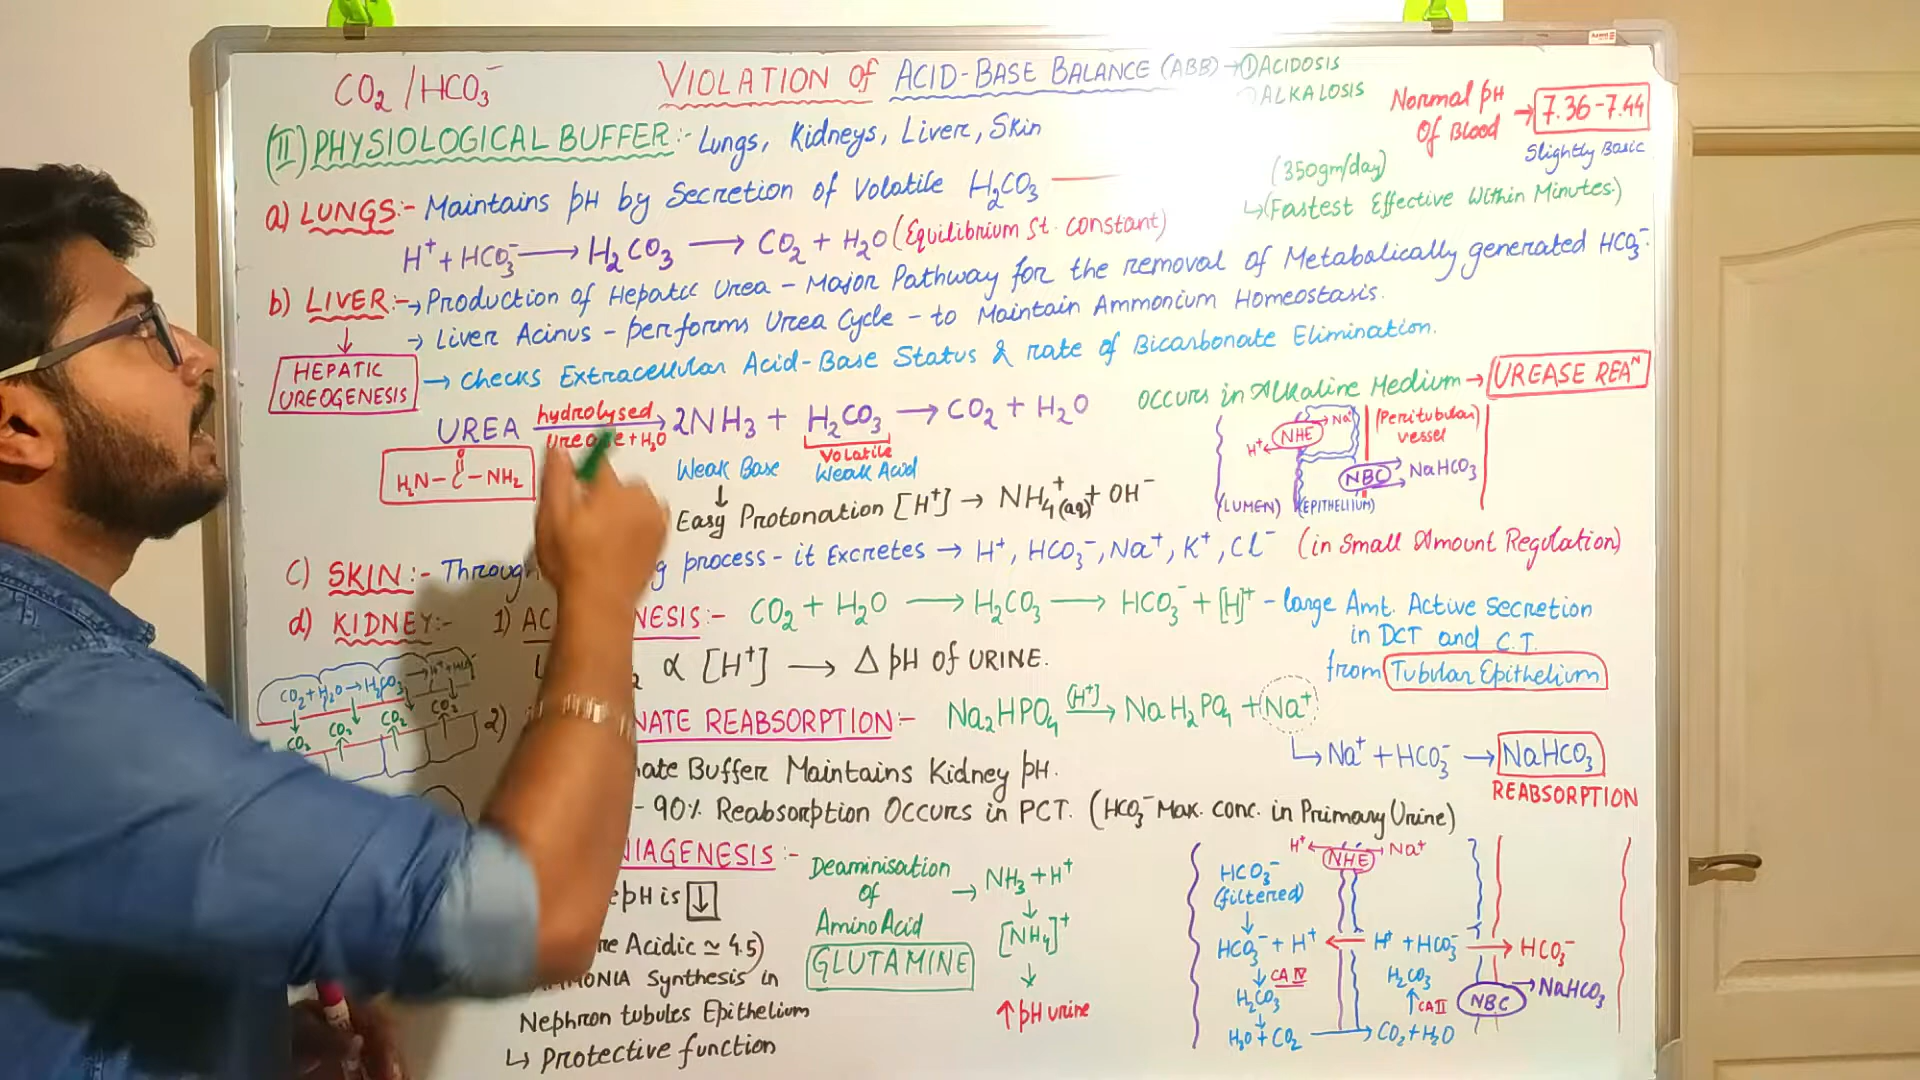 CO₂ / HCO₃⁻
VIOLATION OF ACID-BASE BALANCE (ABB) → ① ACIDOSIS
ALKALOSIS
Normal pH Of Blood → 7.36-7.44
Slightly Basic
(II) PHYSIOLOGICAL BUFFER:- Lungs, Kidneys, Liver, Skin
a) LUNGS:- Maintains pH by Secretion of Volatile H₂CO₃
(350gm/day)
↳ (Fastest Effective Within Minutes)
H⁺ + HCO₃⁻ → H₂CO₃ → CO₂ + H₂O (Equilibrium St. constant)
b) LIVER:- → Production of Hepatic Urea - Major Pathway for the removal of Metabolically generated HCO₃⁻.
→ Liver Acinus - performs Urea Cycle - to Maintain Ammonium Homeostasis.
↓
HEPATIC UREOGENESIS → Checks Extracellular Acid-Base Status & rate of Bicarbonate Elimination.
Occurs in Alkaline Medium → UREASE REAᴺ
UREA hydrolysed → 2NH₃ + H₂CO₃ → CO₂ + H₂O
Urease + H₂O
Volatile
Weak Base Weak Acid
H₂N-C-NH₂
O
↓
Easy Protonation [H⁺] → NH₄⁺(aq) + OH⁻
H⁺ NHE Na⁺
(Peritubular) vessel
NBC → NaHCO₃
(LUMEN) (EPITHELIUM)
C) SKIN:- Throug g process - it Excretes → H⁺, HCO₃⁻, Na⁺, K⁺, Cl⁻ (in Small Amount Regulation)
d) KIDNEY:- 1) AC NESIS:- CO₂ + H₂O → H₂CO₃ → HCO₃⁻ + [H]⁺ - large Amt. Active Secretion
in DCT and C.T.
from Tubular Epithelium
₂ α [H⁺] → Δ pH of URINE.
CO₂ + H₂O → H₂CO₃ → H⁺ + HCO₃⁻
CO₂ CO₂ CO₂ CO₂
2) NATE REABSORPTION:- Na₂HPO₄ [H⁺] → NaH₂PO₄ + Na⁺
↳ Na⁺ + HCO₃⁻ → NaHCO₃
REABSORPTION
ate Buffer Maintains Kidney pH.
- 90% Reabsorption Occurs in PCT. (HCO₃⁻ Max. conc. in Primary Urine)
NIAGENESIS:-
e pH is ↓
re Acidic ≃ 4.5)
MMONIA Synthesis in
Nephron tubules Epithelium
↳ Protective function
Deaminisation
of
Amino Acid
GLUTAMINE
→ NH₃ + H⁺
↓
[NH₄]⁺
↓
↑ pH urine
H⁺ NHE Na⁺
HCO₃⁻
(filtered)
↓
HCO₃⁻ + H⁺ ← H⁺ + HCO₃⁻ → HCO₃⁻
↓ CA IV
H₂CO₃
↓
H₂O + CO₂ → CO₂ + H₂O
↑ CA II
H₂CO₃
NBC → NaHCO₃